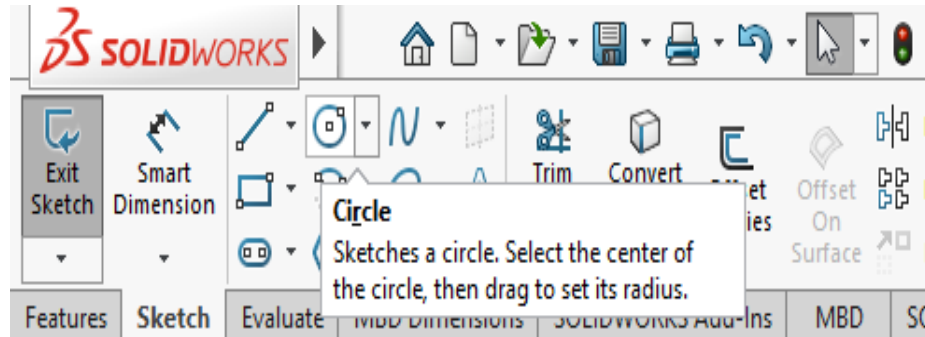 SOLIDWORKS
Exit
Sketch
Smart
Dimension
Trim
Convert
Offset
On
Surface
Circle
Sketches a circle. Select the center of
the circle, then drag to set its radius.
Features Sketch Evaluate MBD Dimensions SOLIDWORKS Add-Ins MBD